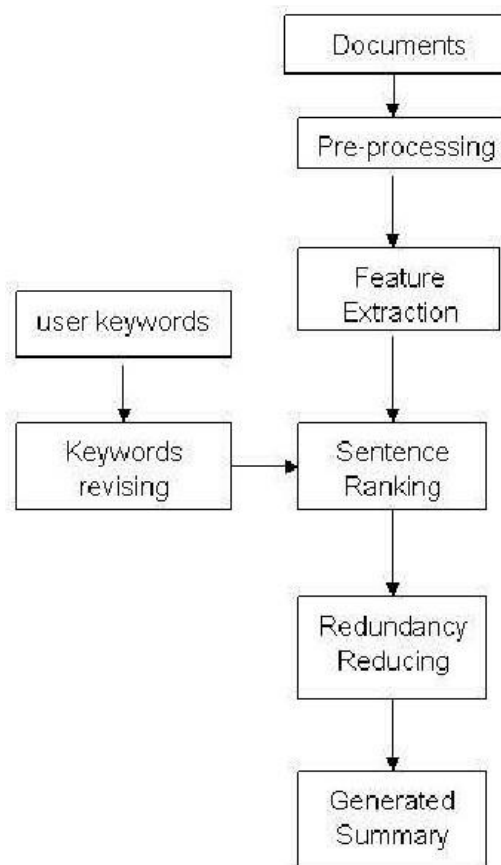 Documents
Pre-processing
Feature
Extraction
user keywords
Keywords
revising
Sentence
Ranking
Redundancy
Reducing
Generated
Summary